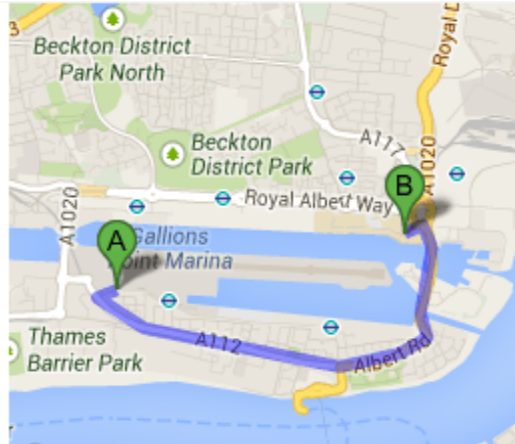 3
Beckton District
Park North
Royal D
A117
Beckton
District Park
A1020
B
Royal Albert Way
A1020
A
Gallions
Point Marina
Thames
Barrier Park
A112
Albert Rd